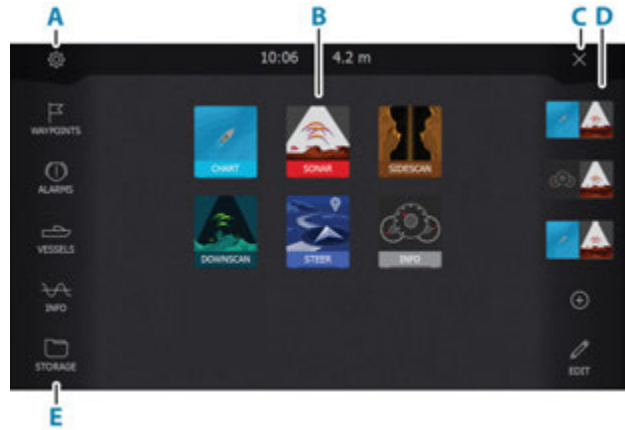 A B C D
10:06 4.2 m
WAYPOINTS
ALARMS
VESSELS
INFO
STORAGE
CHART SONAR SIDESCAN
DOWNSCAN STEER INFO
EDIT
E